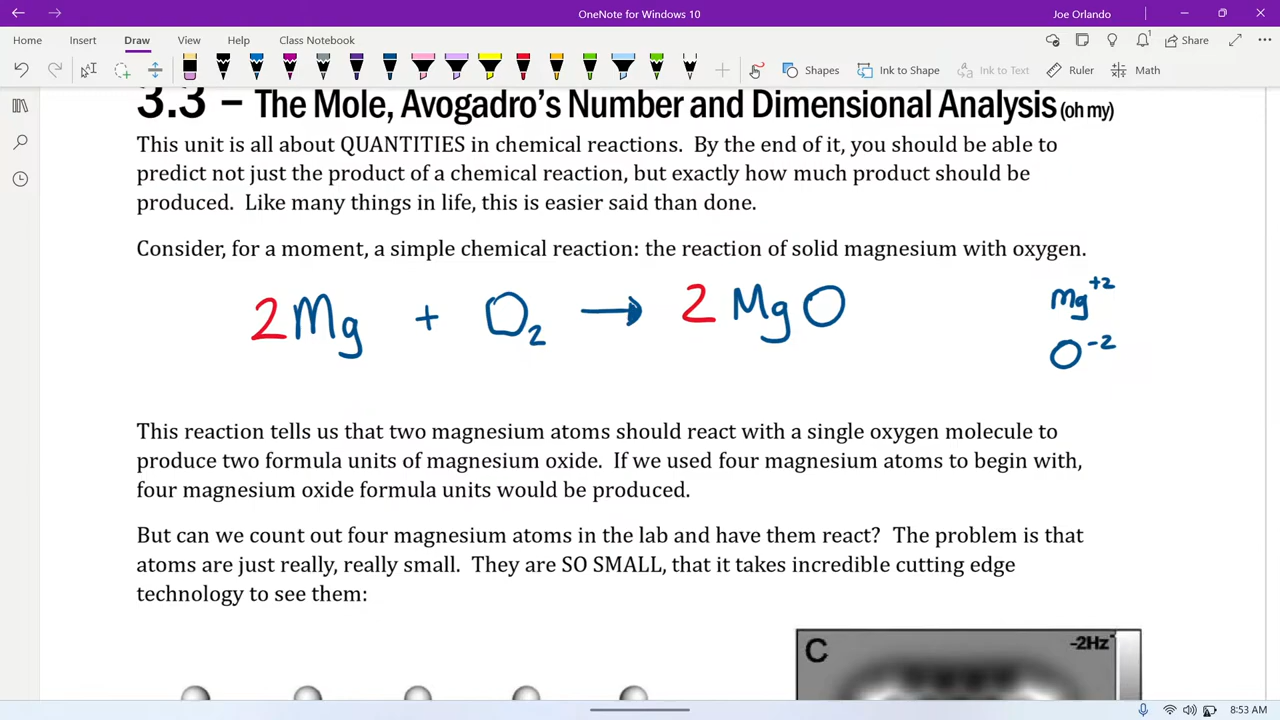 OneNote for Windows 10
Joe Orlando
Home Insert Draw View Help Class Notebook
Share
Shapes Ink to Shape Ink to Text Ruler Math
3.3 – The Mole, Avogadro's Number and Dimensional Analysis (oh my)
This unit is all about QUANTITIES in chemical reactions. By the end of it, you should be able to
predict not just the product of a chemical reaction, but exactly how much product should be
produced. Like many things in life, this is easier said than done.
Consider, for a moment, a simple chemical reaction: the reaction of solid magnesium with oxygen.
2Mg + O₂ → 2 MgO
Mg⁺²
O⁻²
This reaction tells us that two magnesium atoms should react with a single oxygen molecule to
produce two formula units of magnesium oxide. If we used four magnesium atoms to begin with,
four magnesium oxide formula units would be produced.
But can we count out four magnesium atoms in the lab and have them react? The problem is that
atoms are just really, really small. They are SO SMALL, that it takes incredible cutting edge
technology to see them:
C
-2Hz
8:53 AM